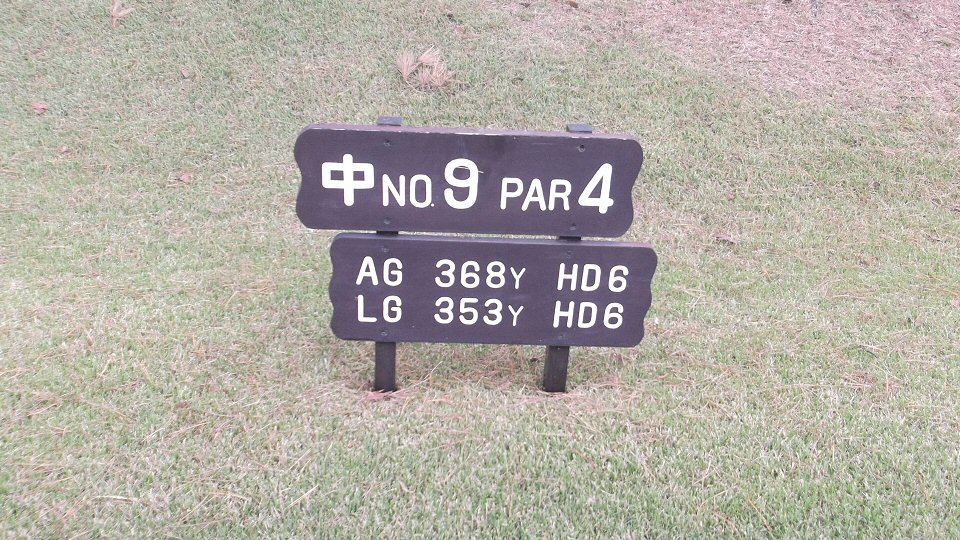 中 NO. 9 PAR 4
AG 368Y HD6
LG 353Y HD6